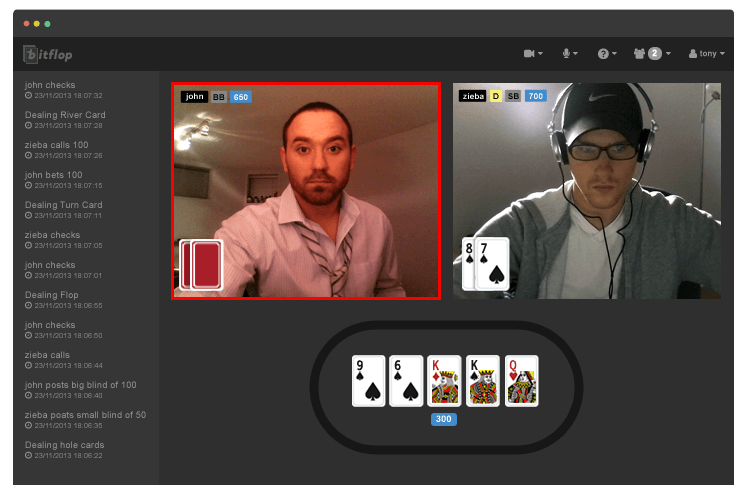 bitflop
2
tony
john checks
23/11/2013 18:07:32
Dealing River Card
23/11/2013 18:07:28
zieba calls 100
23/11/2013 18:07:26
john bets 100
23/11/2013 18:07:15
Dealing Turn Card
23/11/2013 18:07:11
zieba checks
23/11/2013 18:07:05
john checks
23/11/2013 18:07:01
Dealing Flop
23/11/2013 18:06:55
john checks
23/11/2013 18:06:50
zieba calls
23/11/2013 18:06:44
john posts big blind of 100
23/11/2013 18:06:40
zieba poats small blind of 50
23/11/2013 18:06:35
Dealing hole cards
23/11/2013 18:06:22
john BB 650
zieba D SB 700
8 7
9 6 K K Q
300